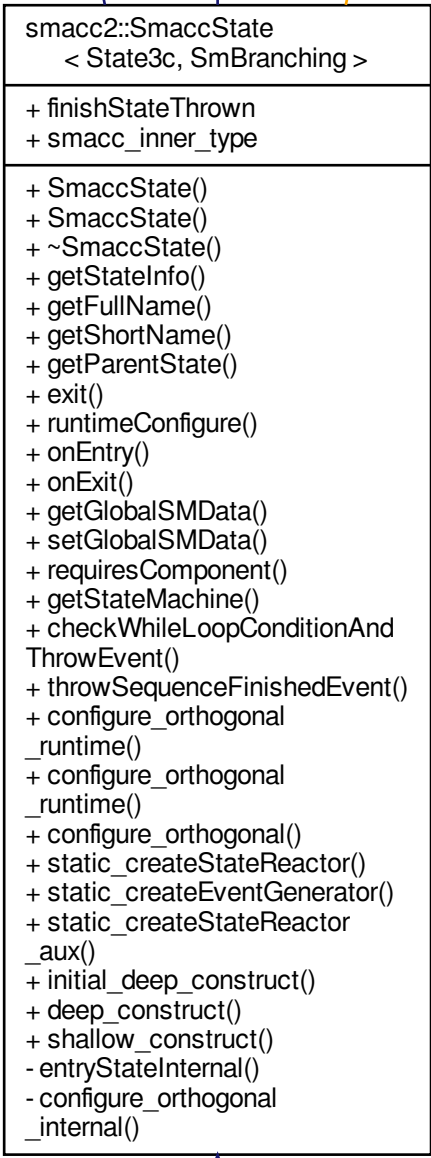 smacc2::SmaccState
< State3c, SmBranching >
+ finishStateThrown
+ smacc_inner_type
+ SmaccState()
+ SmaccState()
+ ~SmaccState()
+ getStateInfo()
+ getFullName()
+ getShortName()
+ getParentState()
+ exit()
+ runtimeConfigure()
+ onEntry()
+ onExit()
+ getGlobalSMData()
+ setGlobalSMData()
+ requiresComponent()
+ getStateMachine()
+ checkWhileLoopConditionAnd
ThrowEvent()
+ throwSequenceFinishedEvent()
+ configure_orthogonal
_runtime()
+ configure_orthogonal
_runtime()
+ configure_orthogonal()
+ static_createStateReactor()
+ static_createEventGenerator()
+ static_createStateReactor
_aux()
+ initial_deep_construct()
+ deep_construct()
+ shallow_construct()
- entryStateInternal()
- configure_orthogonal
_internal()